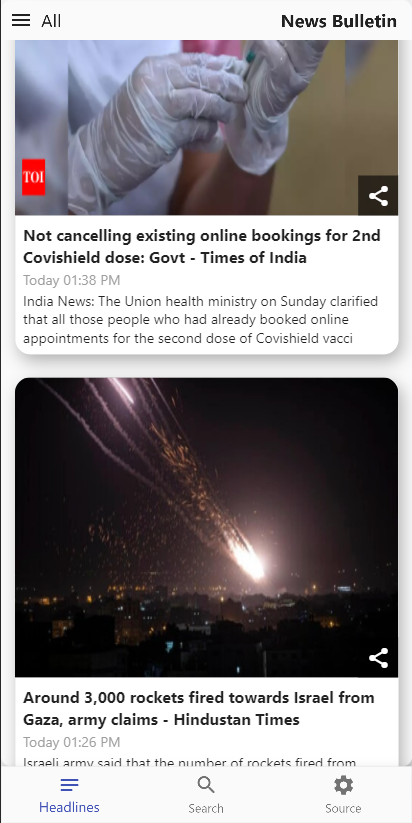 All
News Bulletin
TOI
Not cancelling existing online bookings for 2nd
Covishield dose: Govt - Times of India
Today 01:38 PM
India News: The Union health ministry on Sunday clarified
that all those people who had already booked online
appointments for the second dose of Covishield vacci
Around 3,000 rockets fired towards Israel from
Gaza, army claims - Hindustan Times
Today 01:26 PM
Israeli army said that the number of rockets fired from
Headlines
Search
Source